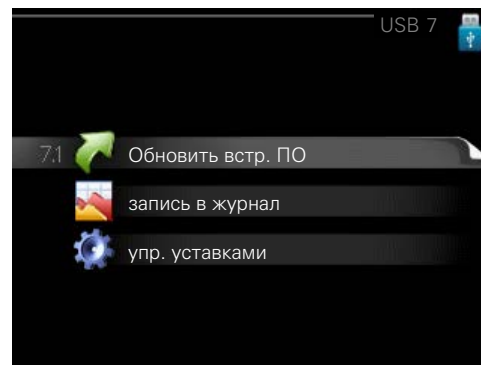 USB 7
7.1 Обновить встр. ПО
запись в журнал
упр. уставками